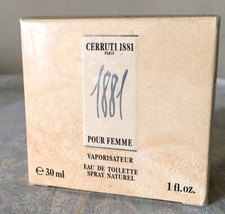 CERRUTI 1881
PARIS
1881
POUR FEMME
VAPORISATEUR
EAU DE TOILETTE
SPRAY NATUREL
e 30 ml
1 fl. oz.